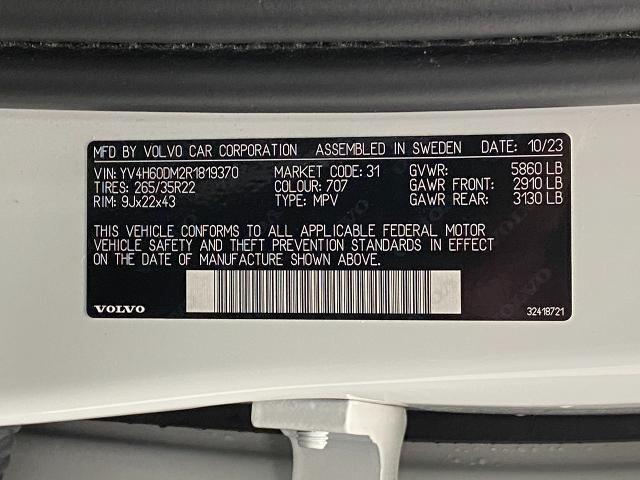 MFD BY VOLVO CAR CORPORATION ASSEMBLED IN SWEDEN DATE: 10/23
VIN: YV4H60DM2R1819370 MARKET CODE: 31 GVWR: 5860 LB
TIRES: 265/35R22 COLOUR: 707 GAWR FRONT: 2910 LB
RIM: 9Jx22x43 TYPE: MPV GAWR REAR: 3130 LB
THIS VEHICLE CONFORMS TO ALL APPLICABLE FEDERAL MOTOR
VEHICLE SAFETY AND THEFT PREVENTION STANDARDS IN EFFECT
ON THE DATE OF MANUFACTURE SHOWN ABOVE.
VOLVO 32418721